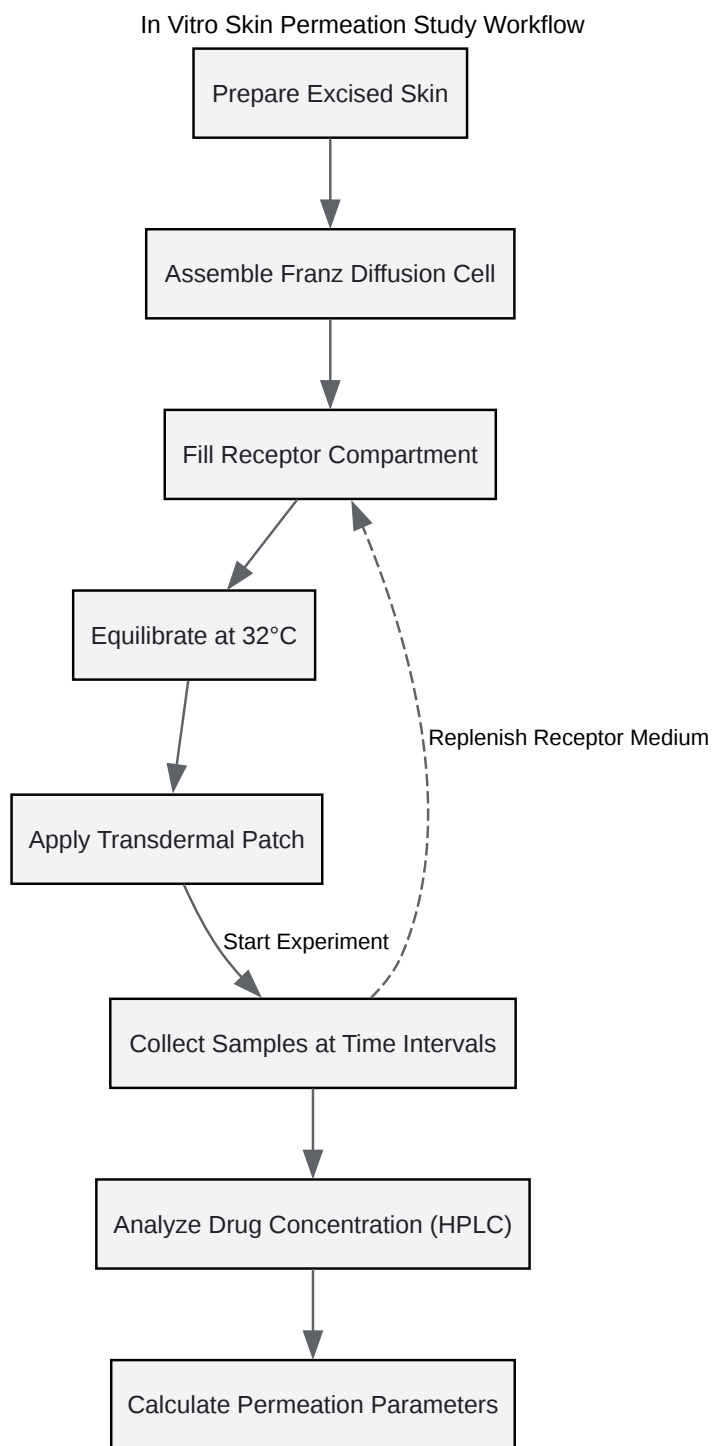 In Vitro Skin Permeation Study Workflow
Prepare Excised Skin
Assemble Franz Diffusion Cell
Fill Receptor Compartment
Equilibrate at 32°C
Replenish Receptor Medium
Apply Transdermal Patch
Start Experiment
Collect Samples at Time Intervals
Analyze Drug Concentration (HPLC)
Calculate Permeation Parameters